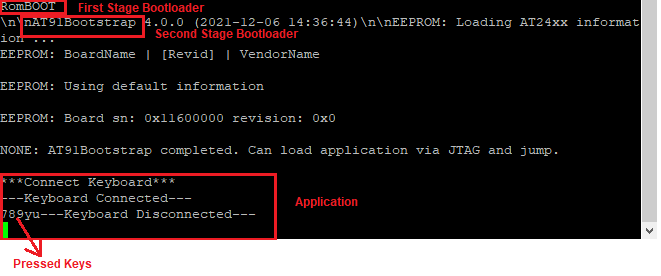 RomBOOT First Stage Bootloader
\n\nAT91Bootstrap 4.0.0 (2021-12-06 14:36:44)\n\nEEPROM: Loading AT24xx informat
ion ...
Second Stage Bootloader
EEPROM: BoardName | [Revid] | VendorName
EEPROM: Using default information
EEPROM: Board sn: 0x11600000 revision: 0x0
NONE: AT91Bootstrap completed. Can load application via JTAG and jump.
***Connect Keyboard***
---Keyboard Connected---
Application
789yu---Keyboard Disconnected---
Pressed Keys